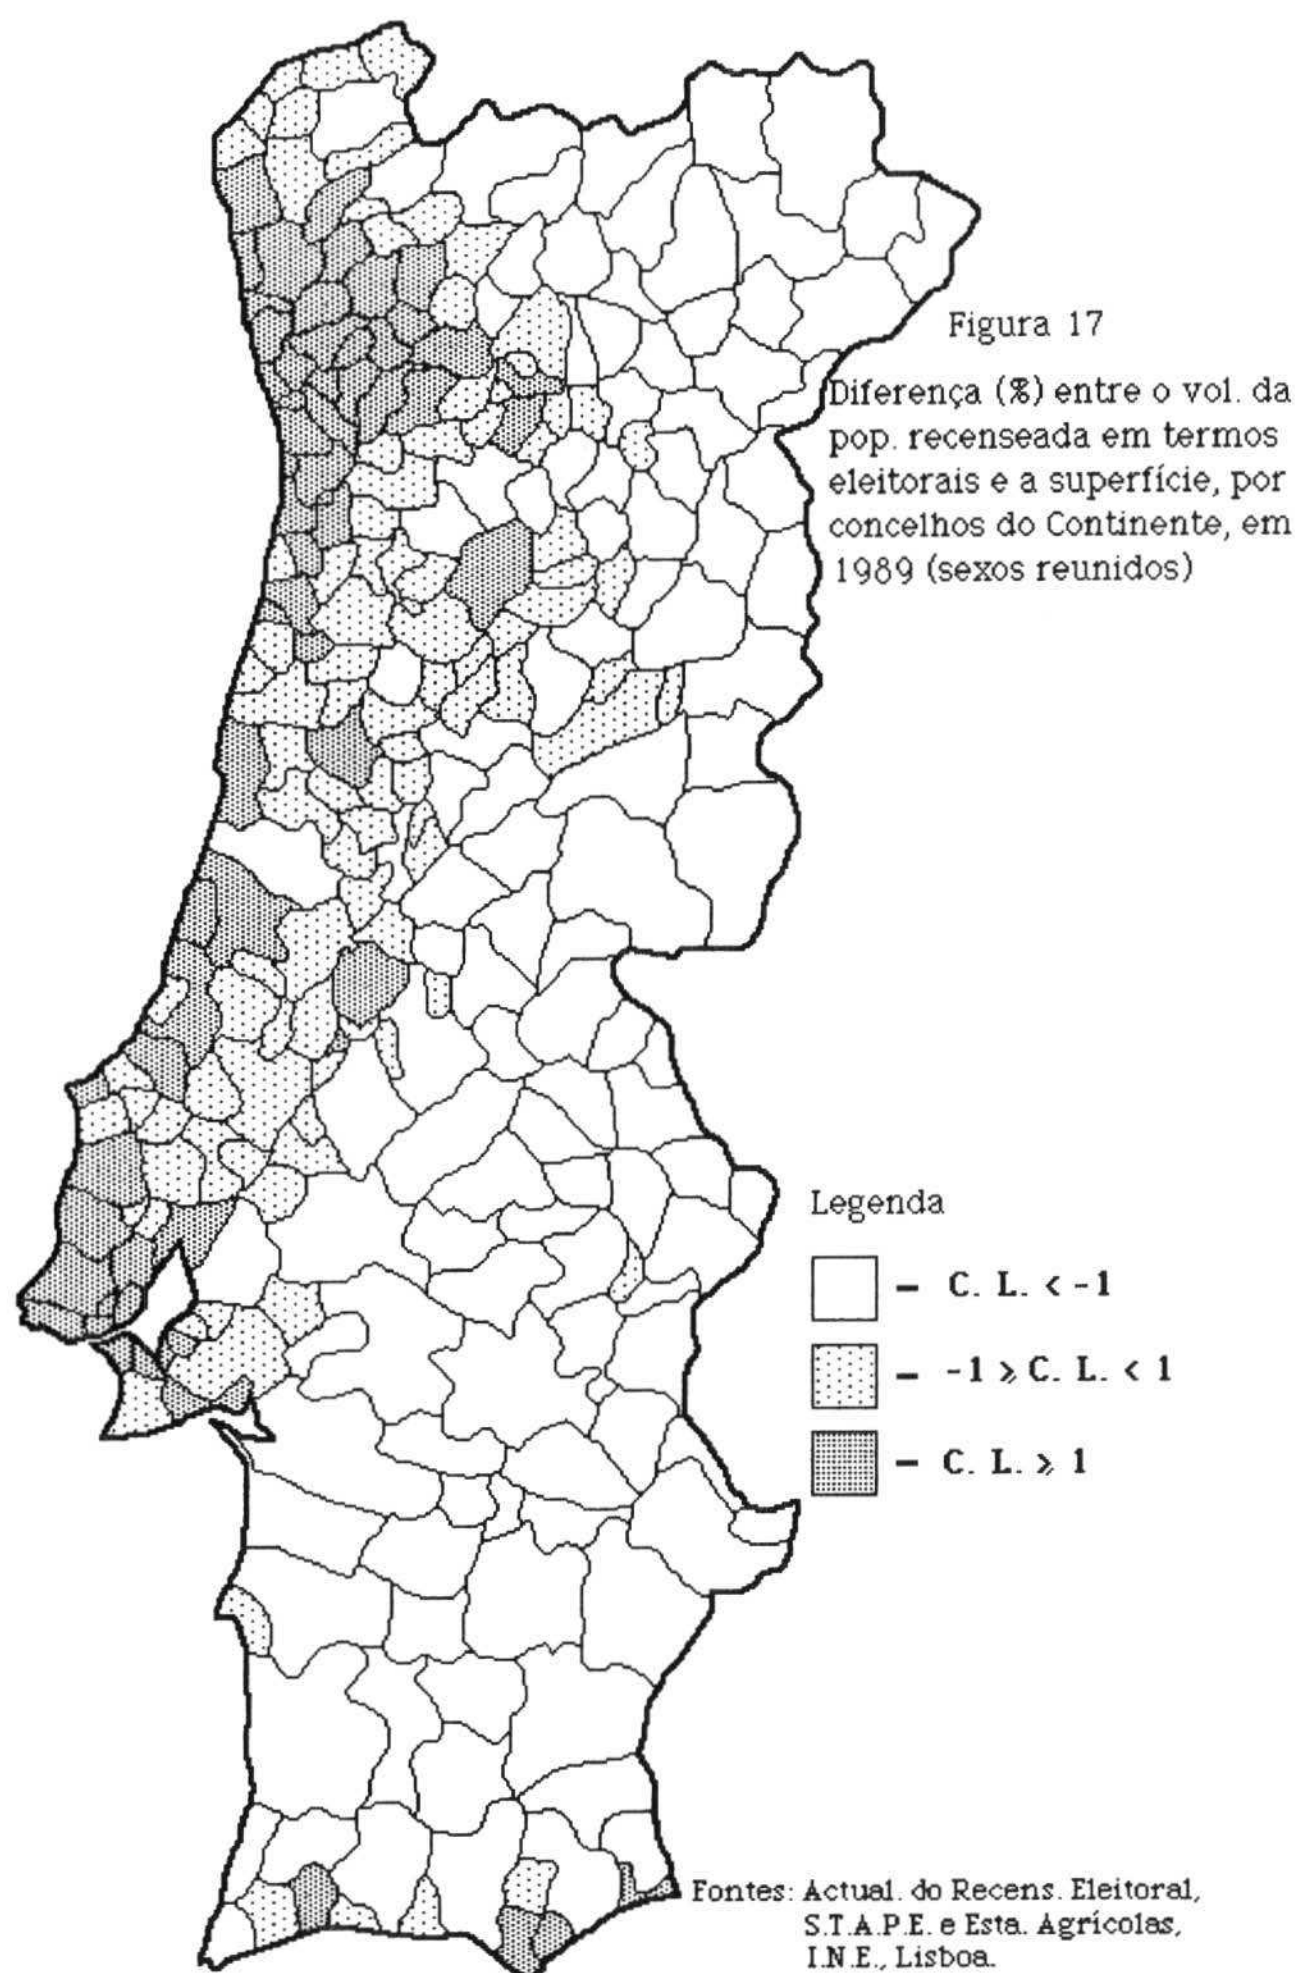 Figura 17
Diferença (%) entre o vol. da
pop. recenseada em termos
eleitorais e a superfície, por
concelhos do Continente, em
1989 (sexos reunidos)
Legenda
- C. L. < -1
- -1 ⩾ C. L. < 1
- C. L. ⩾ 1
Fontes: Actual. do Recens. Eleitoral,
S.T.A.P.E. e Esta. Agrícolas,
I.N.E., Lisboa.